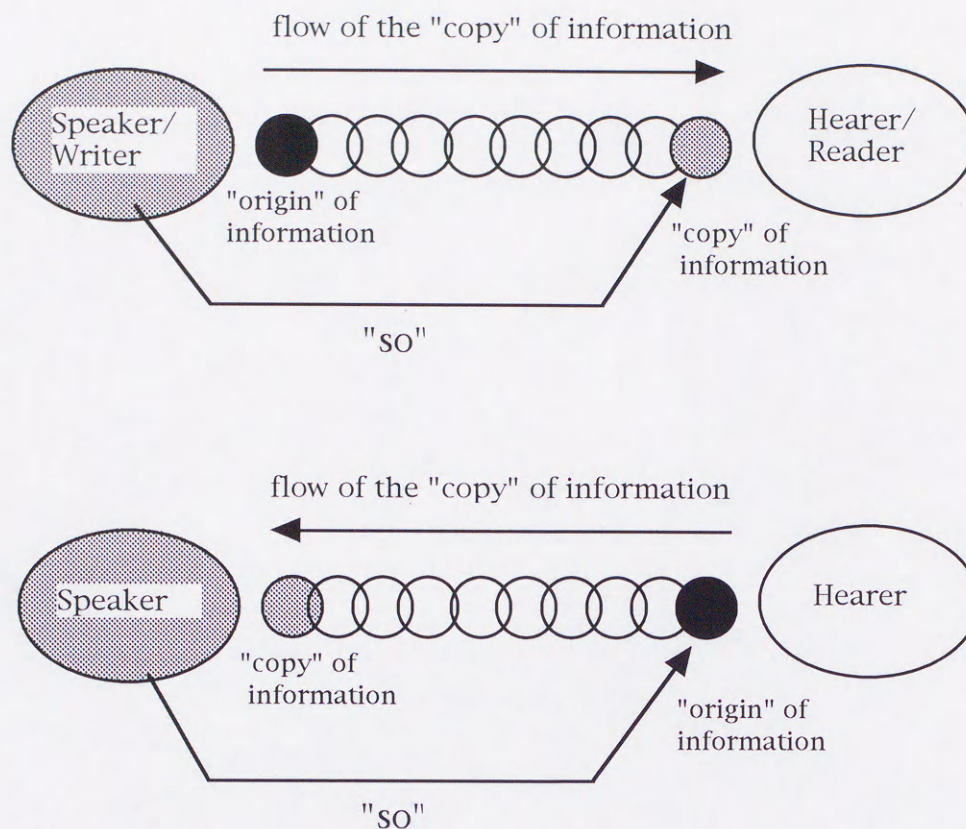 flow of the "copy" of information
Speaker/
Writer
Hearer/
Reader
"origin" of
information
"copy" of
information
"so"
flow of the "copy" of information
Speaker
Hearer
"copy" of
information
"origin" of
information
"so"